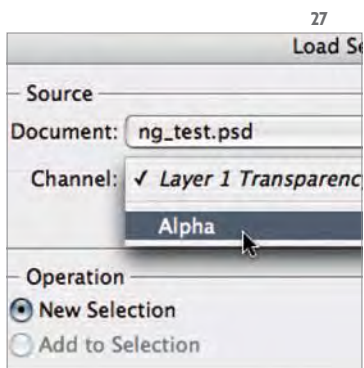 27
Load Se
Source
Document: ng_test.psd
Channel: ✓ Layer 1 Transparenc
Alpha
Operation
New Selection
Add to Selection